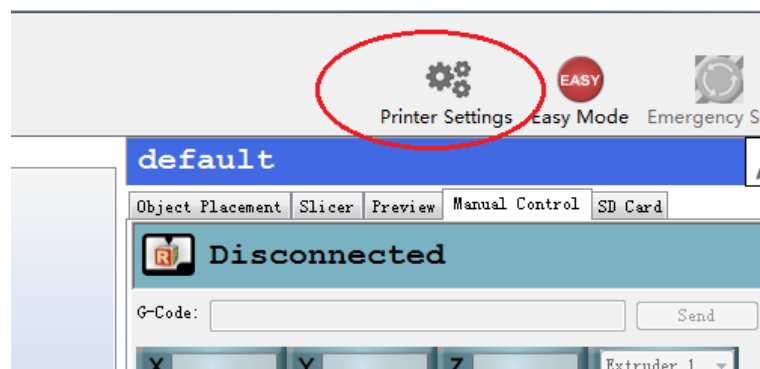 EASY
Printer Settings Easy Mode Emergency S
default
Object Placement Slicer Preview Manual Control SD Card
R Disconnected
G-Code: Send
X Y Z Extruder 1